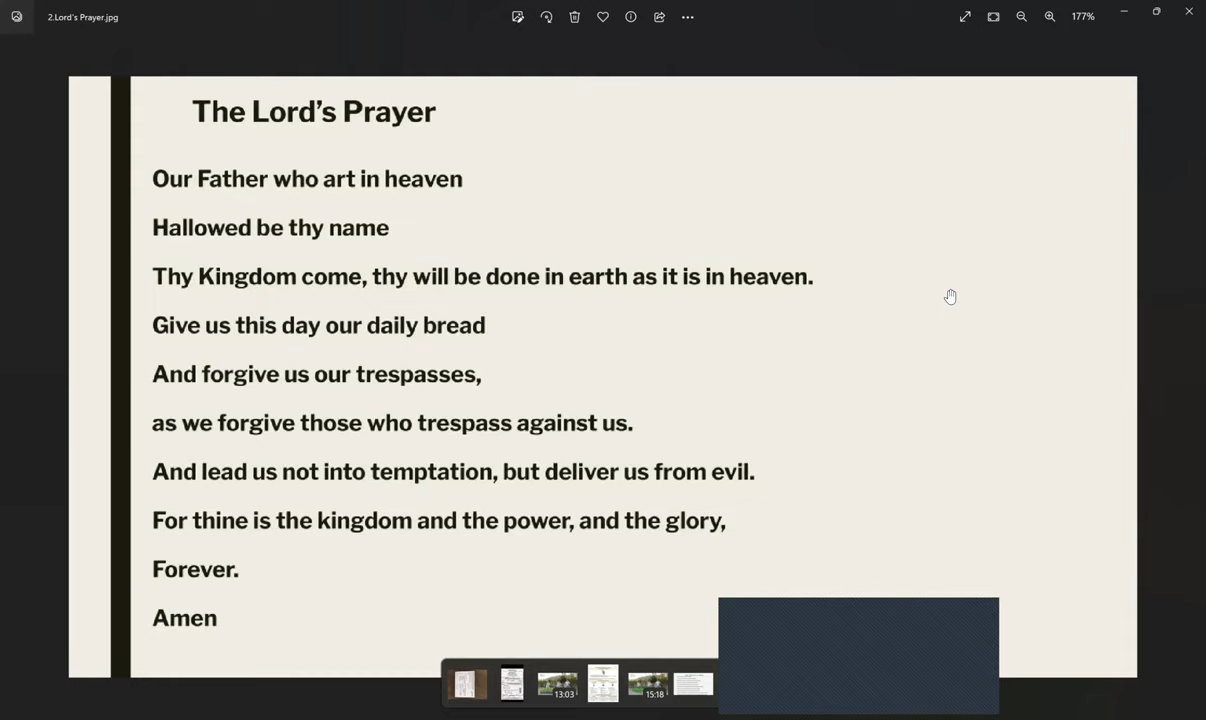 2.Lord's Prayer.jpg
177%
The Lord's Prayer
Our Father who art in heaven
Hallowed be thy name
Thy Kingdom come, thy will be done in earth as it is in heaven.
Give us this day our daily bread
And forgive us our trespasses,
as we forgive those who trespass against us.
And lead us not into temptation, but deliver us from evil.
For thine is the kingdom and the power, and the glory,
Forever.
Amen
13:03
15:18